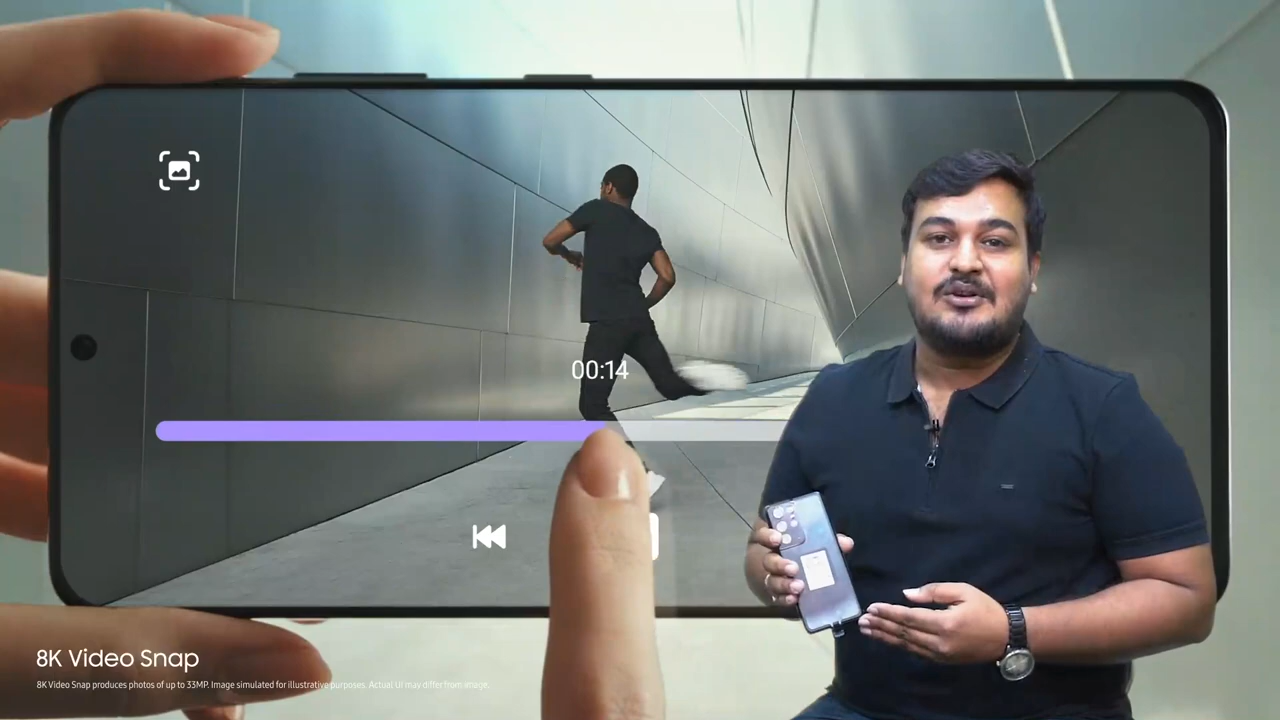 00:14
8K Video Snap
8K Video Snap produces photos of up to 33MP. Image simulated for illustrative purposes. Actual UI may differ from image.